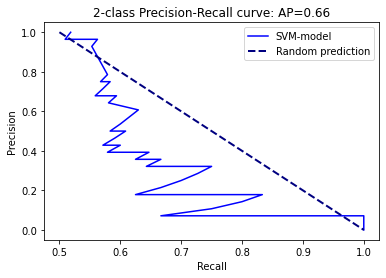 2-class Precision-Recall curve: AP=0.66
SVM-model
Random prediction
Precision
1.0
0.8
0.6
0.4
0.2
0.0
0.5
0.6
0.7
0.8
0.9
1.0
Recall